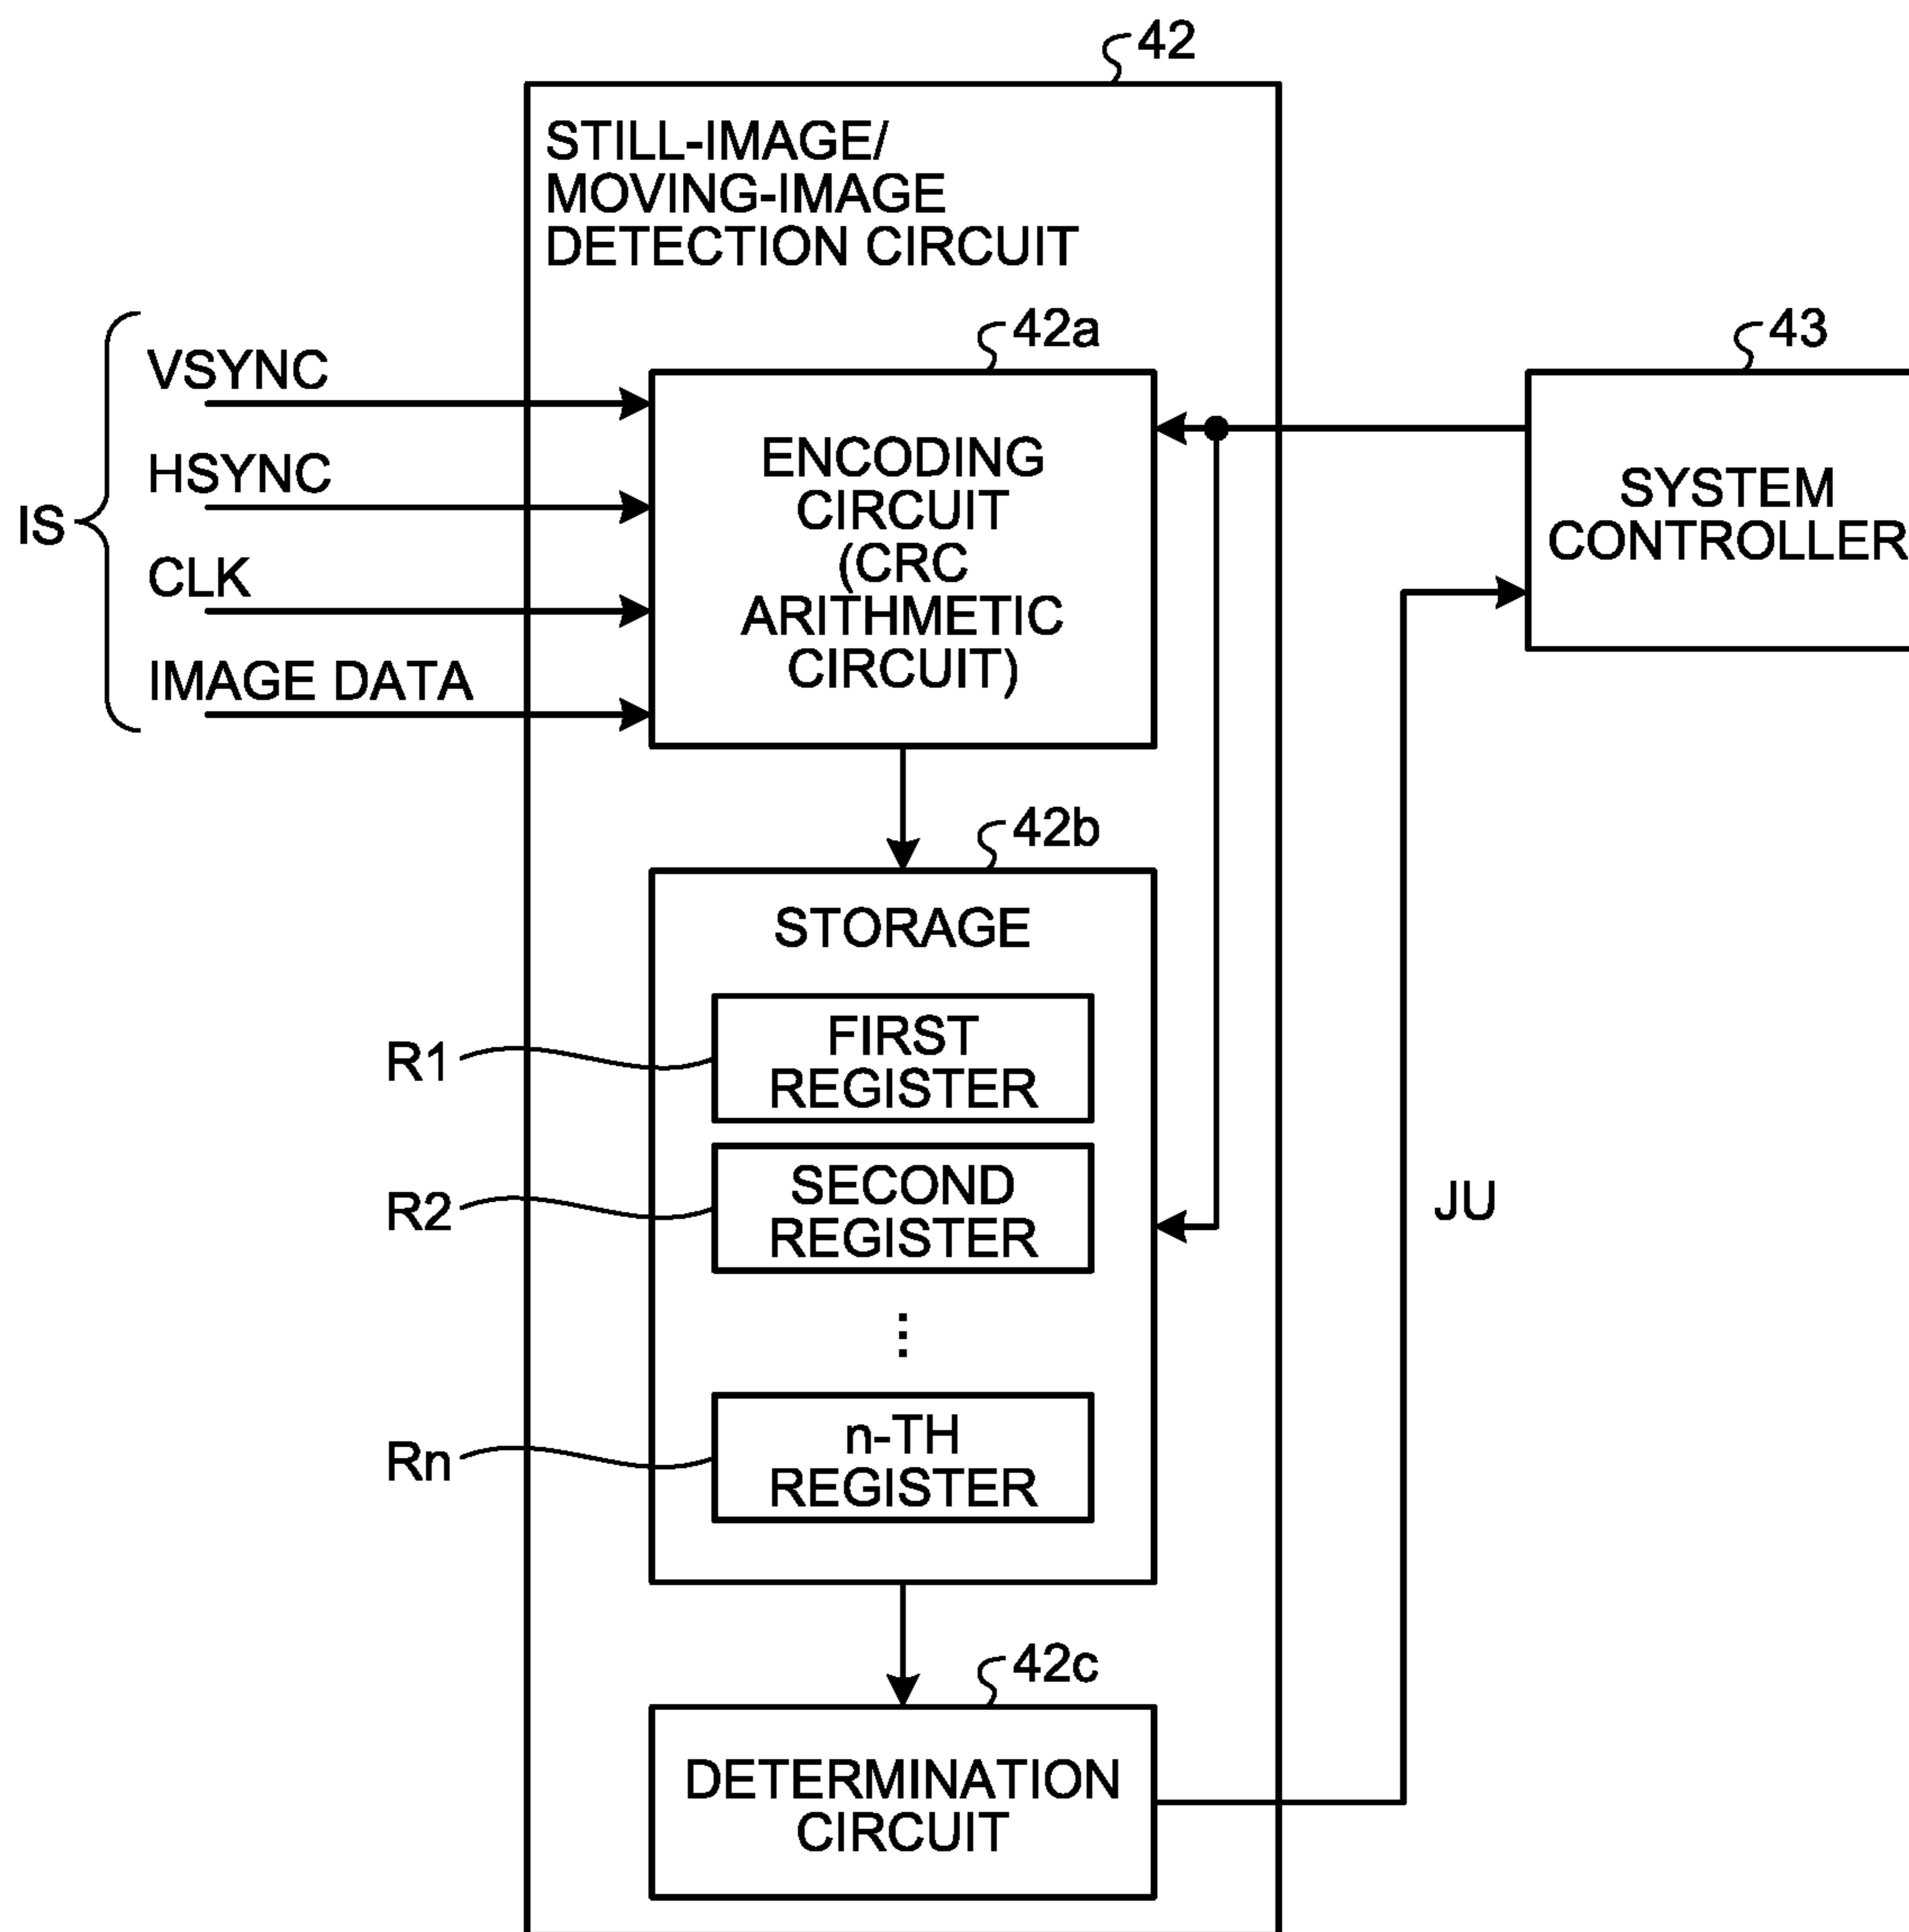 42
STILL-IMAGE/
MOVING-IMAGE
DETECTION CIRCUIT
42a
43
IS
VSYNC
HSYNC
CLK
IMAGE DATA
ENCODING
CIRCUIT
(CRC
ARITHMETIC
CIRCUIT)
SYSTEM
CONTROLLER
42b
STORAGE
R1
FIRST
REGISTER
R2
SECOND
REGISTER
JU
Rn
n-TH
REGISTER
42c
DETERMINATION
CIRCUIT